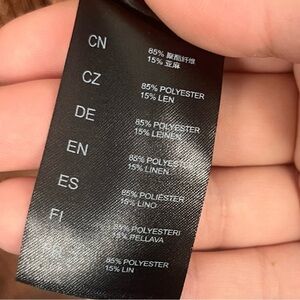 CN
85% 聚酯纤维
15% 亚麻
CZ
85% POLYESTER
15% LEN
DE
85% POLYESTER
15% LEINEN
EN
85% POLYESTER
15% LINEN
ES
85% POLIÉSTER
15% LINO
FI
85% POLYESTERI
15% PELLAVA
85% POLYESTER
15% LIN